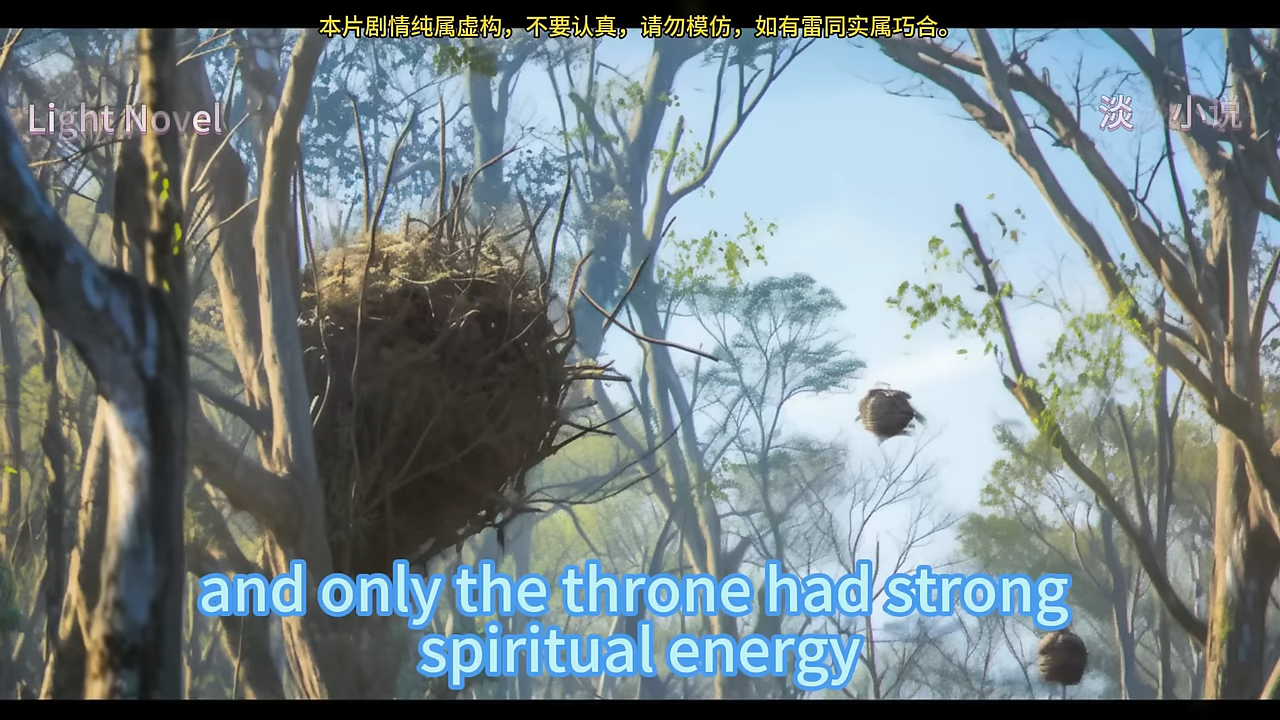 本片剧情纯属虚构，不要认真，请勿模仿，如有雷同实属巧合。
Light Novel
淡 小说
and only the throne had strong
spiritual energy